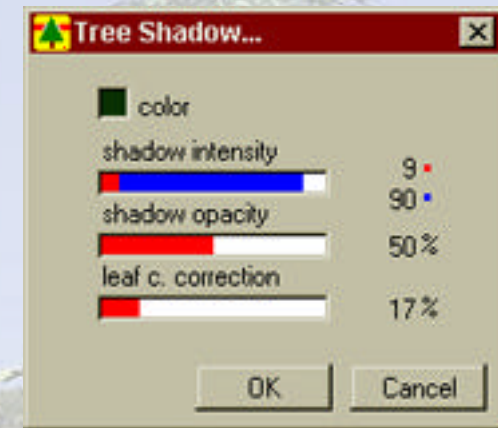 Tree Shadow...
color
shadow intensity
9
90
shadow opacity
50%
leaf c. correction
17%
OK Cancel